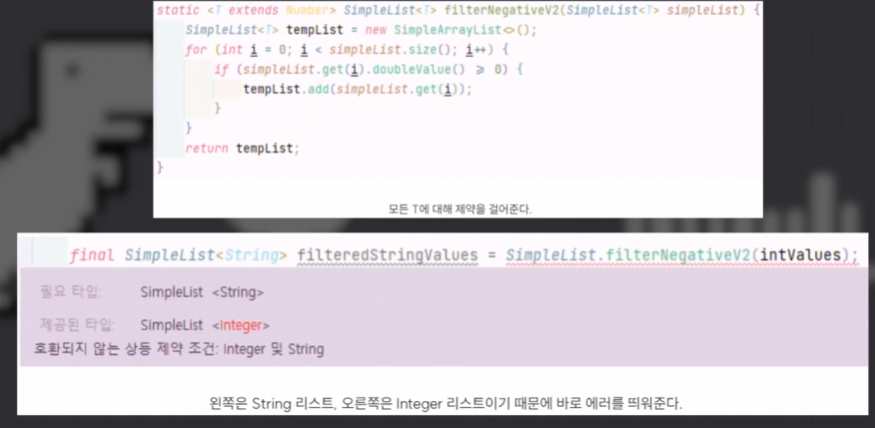 static <T extends Number> SimpleList<T> filterNegativeV2(SimpleList<T> simpleList) {
SimpleList<T> tempList = new SimpleArrayList<>();
for (int i = 0; i < simpleList.size(); i++) {
if (simpleList.get(i).doubleValue() ≥ 0) {
tempList.add(simpleList.get(i));
}
}
return tempList;
}
모든 T에 대해 제약을 걸어준다.
final SimpleList<String> filteredStringValues = SimpleList.filterNegativeV2(intValues);
필요 타입: SimpleList <String>
제공된 타입: SimpleList <Integer>
호환되지 않는 상등 제약 조건: Integer 및 String
왼쪽은 String 리스트, 오른쪽은 Integer 리스트이기 때문에 바로 에러를 띄워준다.